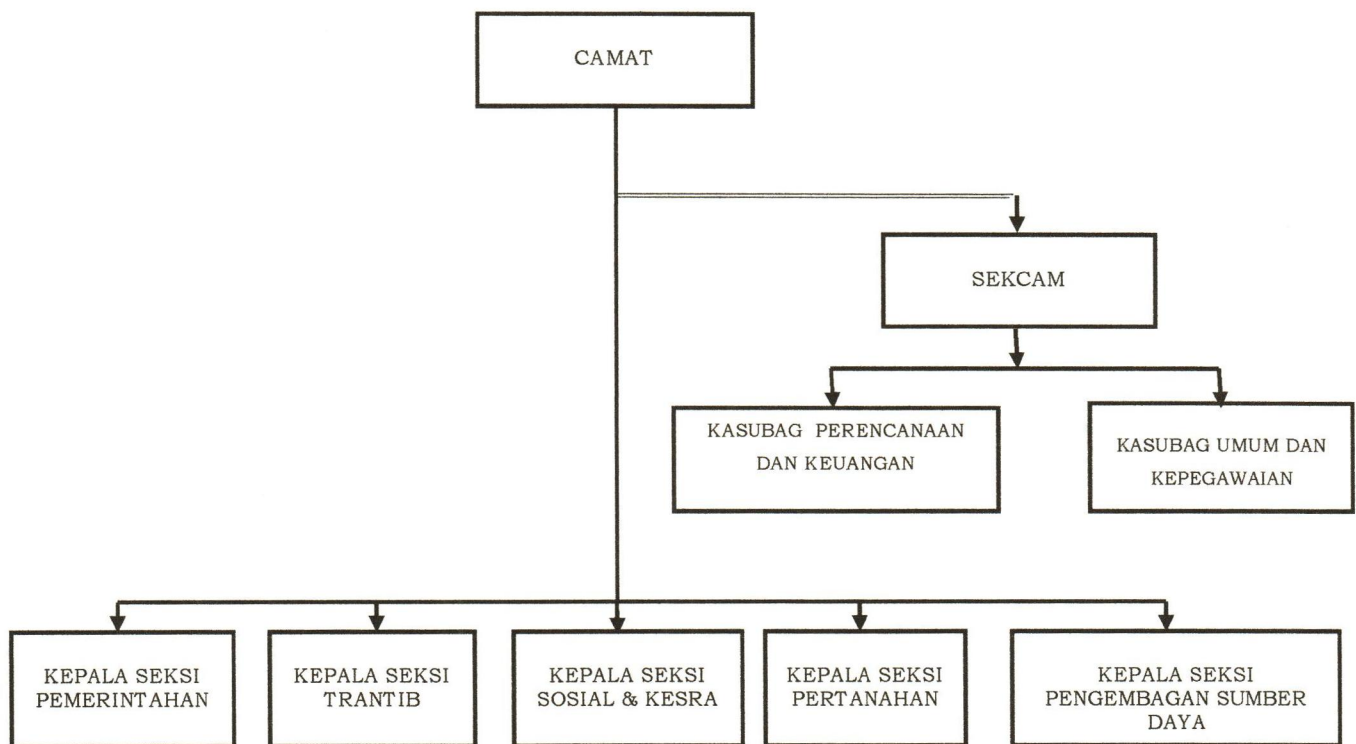 CAMAT
SEKCAM
KASUBAG PERENCANAAN
DAN KEUANGAN
KASUBAG UMUM DAN
KEPEGAWAIAN
KEPALA SEKSI
PEMERINTAHAN
KEPALA SEKSI
TRANTIB
KEPALA SEKSI
SOSIAL & KESRA
KEPALA SEKSI
PERTANAHAN
KEPALA SEKSI
PENGEMBAGAN SUMBER
DAYA